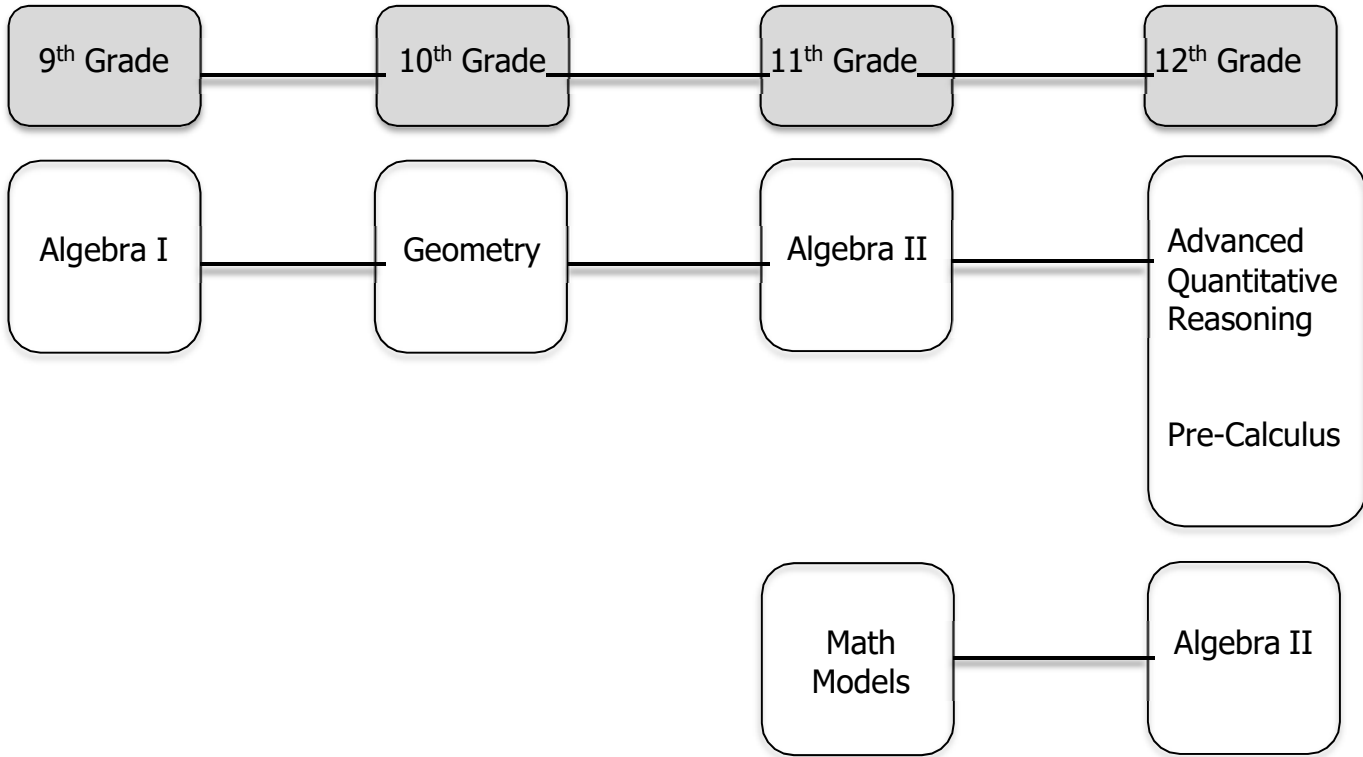 9th Grade
10th Grade
11th Grade
12th Grade
Algebra I
Geometry
Algebra II
Advanced
Quantitative
Reasoning
Pre-Calculus
Math
Models
Algebra II